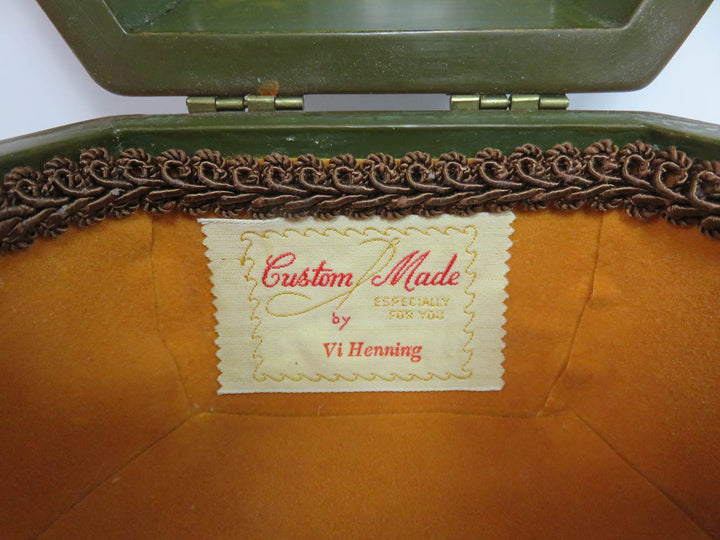 Custom Made
ESPECIALLY
FOR YOU
by
Vi Henning